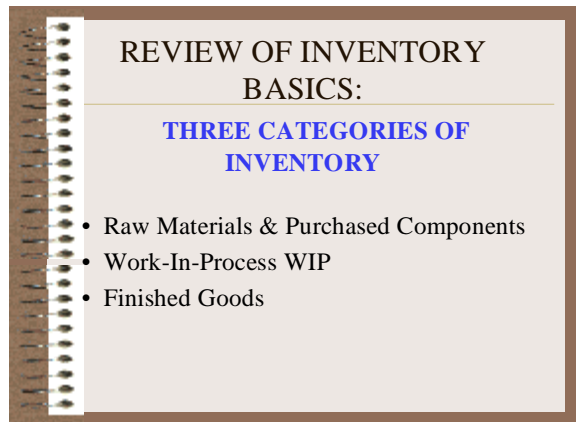 REVIEW OF INVENTORY
BASICS:
THREE CATEGORIES OF
INVENTORY
• Raw Materials & Purchased Components
• Work-In-Process WIP
• Finished Goods